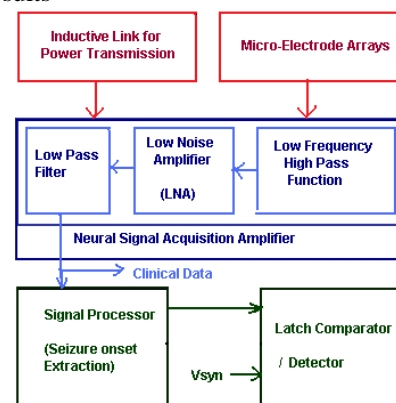 Inductive Link for
Power Transmission
Micro-Electrode Arrays
Low Pass
Filter
Low Noise
Amplifier
(LNA)
Low Frequency
High Pass
Function
Neural Signal Acquisition Amplifier
Clinical Data
Signal Processor
(Seizure onset
Extraction)
Vsyn
Latch Comparator
/ Detector